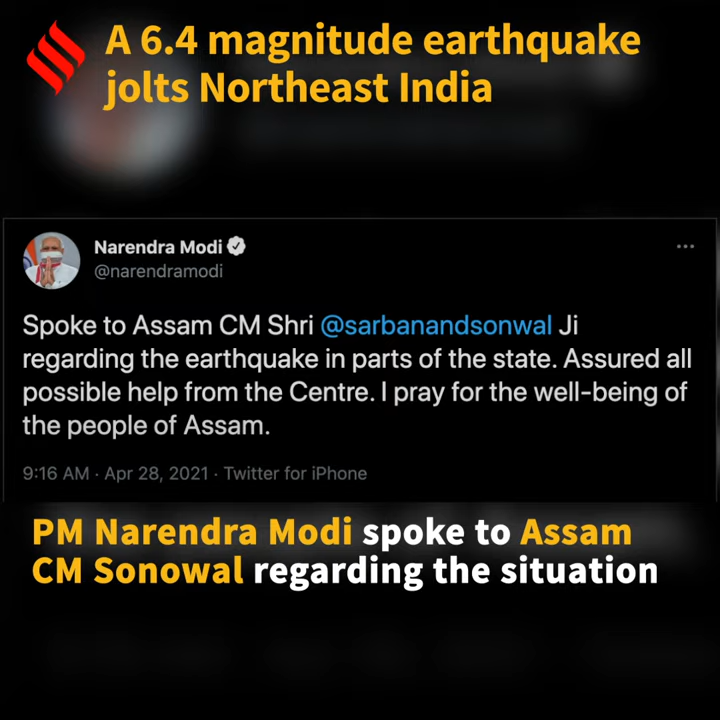 A 6.4 magnitude earthquake
jolts Northeast India
Narendra Modi
@narendramodi
Spoke to Assam CM Shri @sarbanandsonwal Ji
regarding the earthquake in parts of the state. Assured all
possible help from the Centre. I pray for the well-being of
the people of Assam.
9:16 AM · Apr 28, 2021 · Twitter for iPhone
PM Narendra Modi spoke to Assam
CM Sonowal regarding the situation